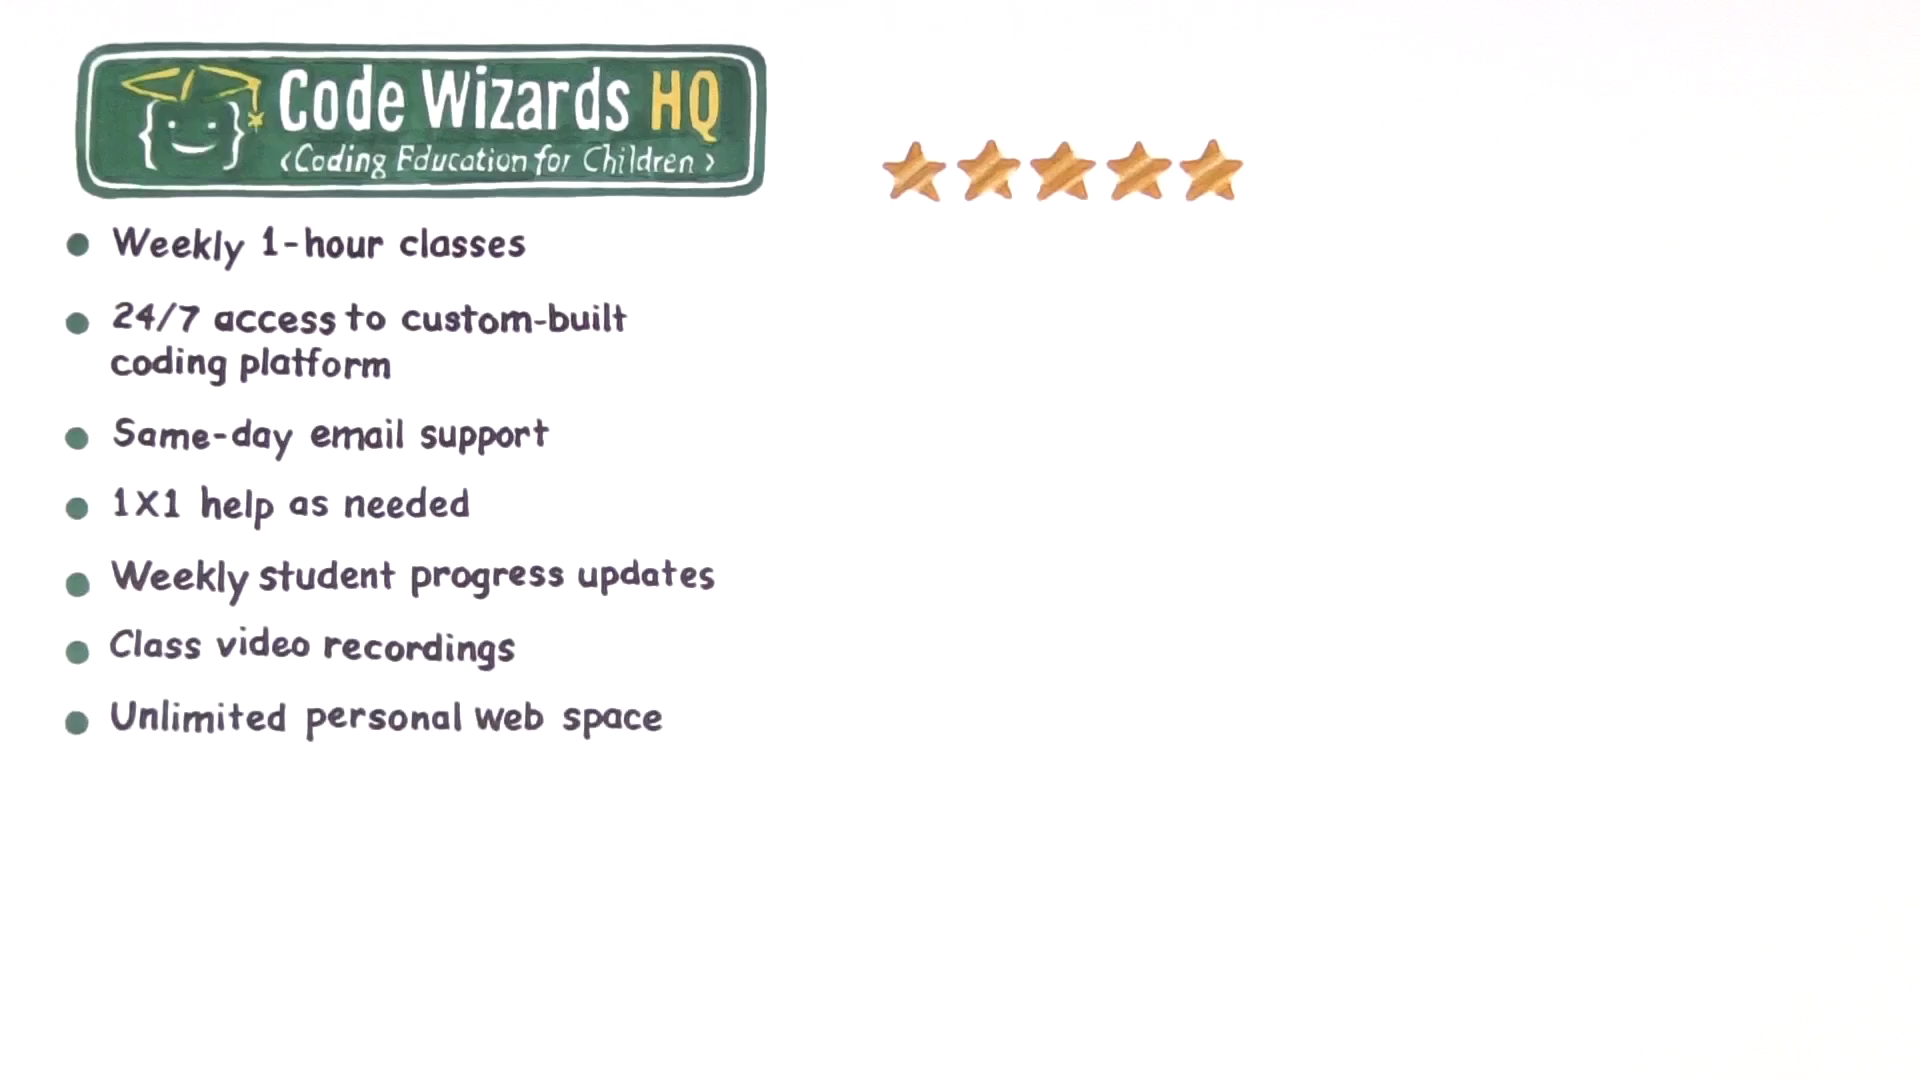 Code Wizards HQ
<Coding Education for Children>
Weekly 1-hour classes
24/7 access to custom-built
coding platform
Same-day email support
1X1 help as needed
Weekly student progress updates
Class video recordings
Unlimited personal web space